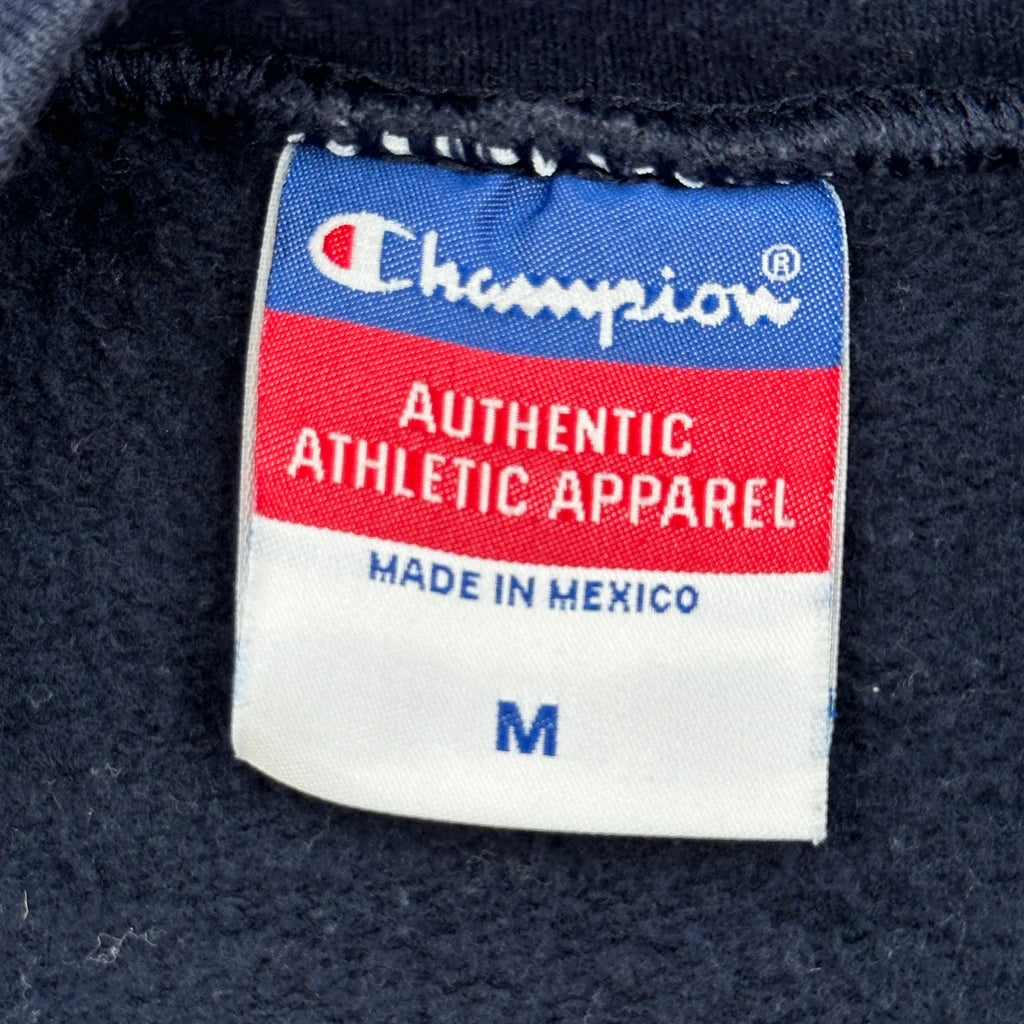 Champion®
AUTHENTIC
ATHLETIC APPAREL
MADE IN MEXICO
M